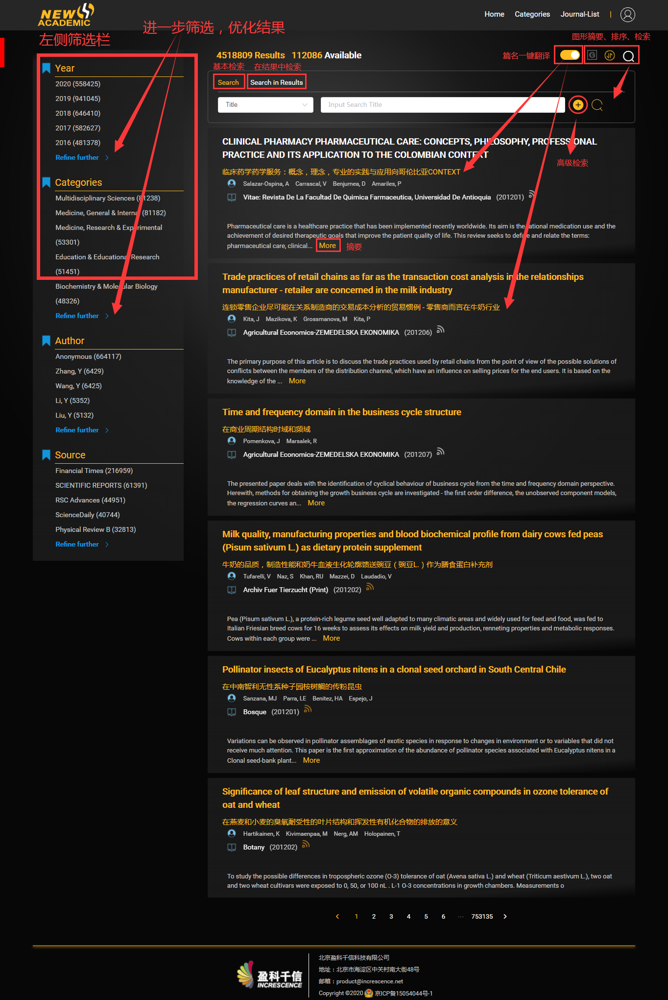 NEW
ACADEMIC
Home Categories Journal-List |
进一步筛选，优化结果
左侧筛选栏
图形摘要、排序、检索
4518809 Results 112086 Available
篇名一键翻译
G
基本检索 在结果中检索
Search Search in Results
Title Input Search Title
高级检索
Year
2020 (558425)
2019 (941045)
2018 (646410)
2017 (582627)
2016 (481378)
Refine further >
Categories
Multidisciplinary Sciences (81238)
Medicine, General & Internal (81182)
Medicine, Research & Experimental
(53301)
Education & Educational Research
(51451)
Biochemistry & Molecular Biology
(48326)
Refine further >
Author
Anonymous (664117)
Zhang, Y (6429)
Wang, Y (6425)
Li, Y (5352)
Liu, Y (5132)
Refine further >
Source
Financial Times (216959)
SCIENTIFIC REPORTS (61391)
RSC Advances (44951)
ScienceDaily (40744)
Physical Review B (32813)
Refine further >
CLINICAL PHARMACY PHARMACEUTICAL CARE: CONCEPTS, PHILOSOPHY, PROFESSIONAL
PRACTICE AND ITS APPLICATION TO THE COLOMBIAN CONTEXT
临床药学药学服务：概念，理念，专业的实践与应用向哥伦比亚CONTEXT
Salazar-Ospina, A Carrascal, V Benjumea, D Amariles, P
Vitae: Revista De La Facultad De Quimica Farmaceutica, Universidad De Antioquia (201201)
Pharmaceutical care is a healthcare practice that has been implemented recently worldwide. Its aim is the rational medication use and the
achievement of desired therapeutic goals that improve the patient quality of life. This review seeks to define and relate the terms:
pharmaceutical care, clinical... More 摘要
Trade practices of retail chains as far as the transaction cost analysis in the relationships
manufacturer - retailer are concerned in the milk industry
连锁零售企业尽可能在关系制造商的交易成本分析的贸易惯例 - 零售商而言在牛奶行业
Kita, J Mazikova, K Grossmanova, M Kita, P
Agricultural Economics-ZEMEDELSKA EKONOMIKA (201206)
The primary purpose of this article is to discuss the trade practices used by retail chains from the point of view of the possible solutions of
conflicts between the members of the distribution channel, which have an influence on selling prices for the end users. It is based on the
knowledge of the ... More
Time and frequency domain in the business cycle structure
在商业周期结构时域和频域
Pomenkova, J Marsalek, R
Agricultural Economics-ZEMEDELSKA EKONOMIKA (201207)
The presented paper deals with the identification of cyclical behaviour of business cycle from the time and frequency domain perspective.
Herewith, methods for obtaining the growth business cycle are investigated - the first order difference, the unobserved component models,
the regression curves an... More
Milk quality, manufacturing properties and blood biochemical profile from dairy cows fed peas
(Pisum sativum L.) as dietary protein supplement
牛奶的品质，制造性能和奶牛血液生化轮廓馈送豌豆（豌豆L.）作为膳食蛋白补充剂
Tufarelli, V Naz, S Khan, RU Mazzei, D Laudadio, V
Archiv Fuer Tierzucht (Print) (201202)
Pea (Pisum sativum L.), a protein-rich legume seed well adapted to many climatic areas and widely used for feed and food, was fed to
Italian Friesian breed cows for 16 weeks to assess its effects on milk yield and production, renneting properties and metabolic responses.
Cows within each group were ... More
Pollinator insects of Eucalyptus nitens in a clonal seed orchard in South Central Chile
在中南智利无性系种子园桉树鲷的传粉昆虫
Sanzana, MJ Parra, LE Benitez, HA Espejo, J
Bosque (201201)
Variations can be observed in pollinator assemblages of exotic species in response to changes in environment or to variables that did not
receive much attention. This paper is the first approximation of the abundance of pollinator species associated with Eucalyptus nitens in a
Clonal seed-bank plant... More
Significance of leaf structure and emission of volatile organic compounds in ozone tolerance of
oat and wheat
在燕麦和小麦的臭氧耐受性的叶片结构和挥发性有机化合物的排放的意义
Hartikainen, K Kivimaenpaa, M Nerg, AM Holopainen, T
Botany (201202)
To study the possible differences in tropospheric ozone (O-3) tolerance of oat (Avena sativa L.) and wheat (Triticum aestivum L.), two oat
and two wheat cultivars were exposed to 0, 50, or 100 nL . L-1 O-3 concentrations in growth chambers. Measurements o
‹ 1 2 3 4 5 6 ··· 753135 ›
盈科千信
INCRESCENCE
北京盈科千信科技有限公司
地址：北京市海淀区中关村南大街48号
邮箱：product@increscence.net
Copyright ©2020 京ICP备15054044号-1